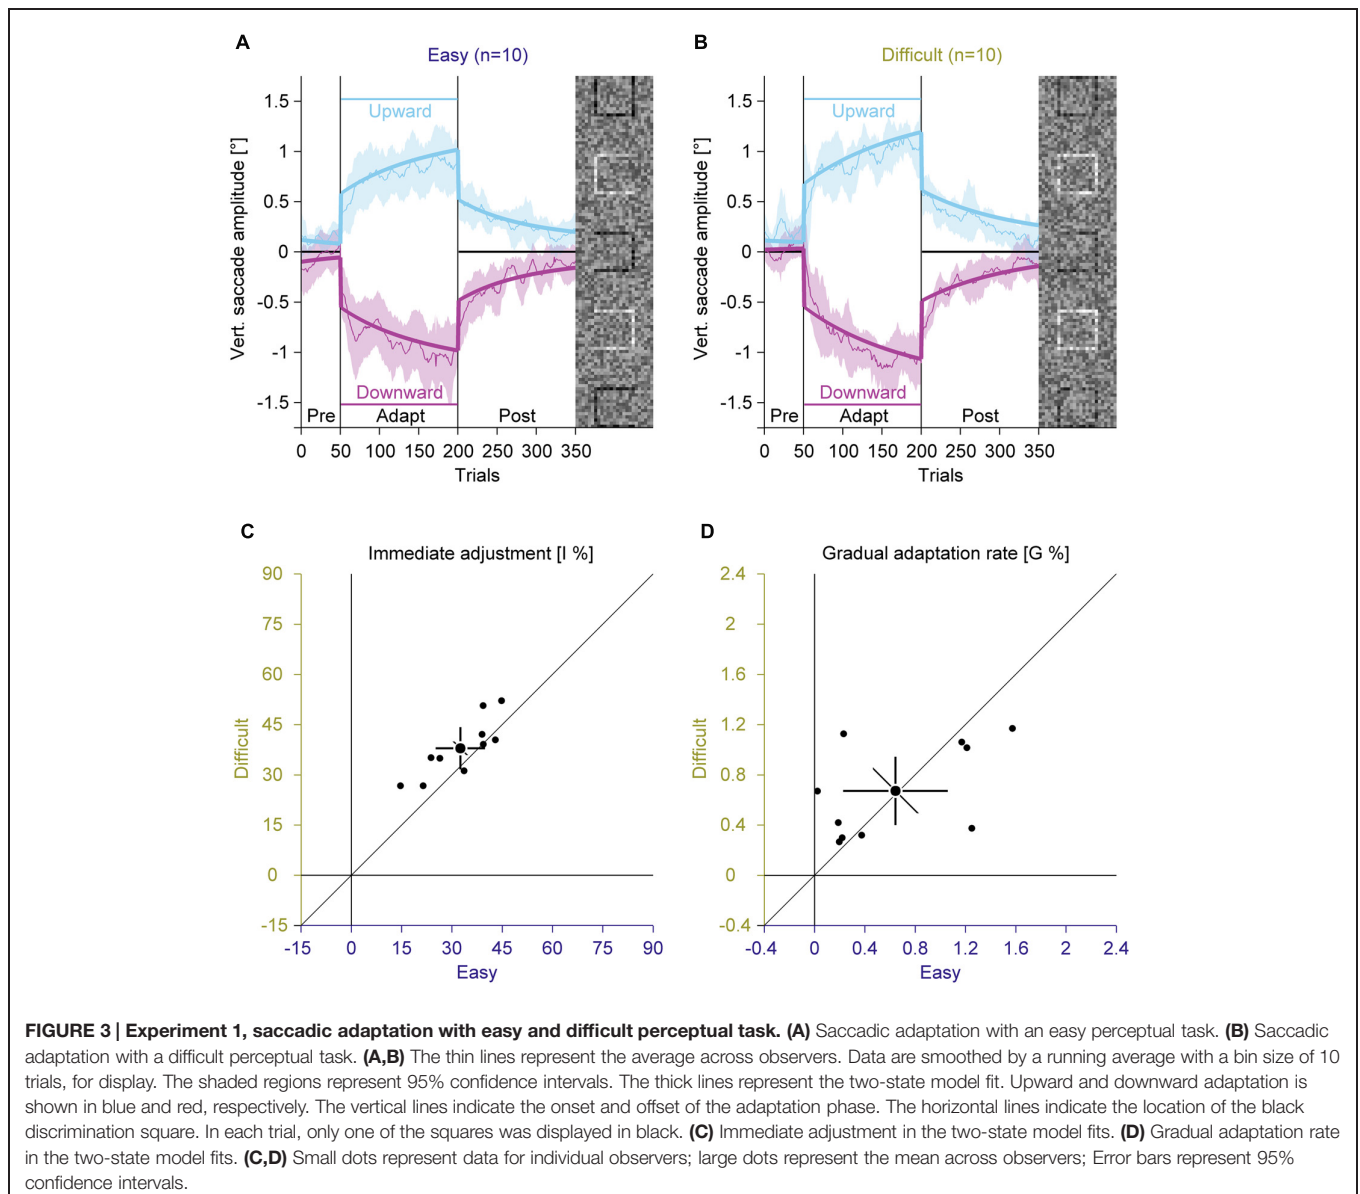 A
Easy (n=10)
Vert. saccade amplitude [°]
1.5
1
0.5
0
-0.5
-1
-1.5
Upward
Downward
Pre
Adapt
Post
0 50 100 150 200 250 300 350
Trials
B
Difficult (n=10)
Vert. saccade amplitude [°]
1.5
1
0.5
0
-0.5
-1
-1.5
Upward
Downward
Pre
Adapt
Post
0 50 100 150 200 250 300 350
Trials
C
Immediate adjustment [I %]
Difficult
90
75
60
45
30
15
0
-15
-15 0 15 30 45 60 75 90
Easy
D
Gradual adaptation rate [G %]
Difficult
2.4
2
1.6
1.2
0.8
0.4
0
-0.4
-0.4 0 0.4 0.8 1.2 1.6 2 2.4
Easy
FIGURE 3 | Experiment 1, saccadic adaptation with easy and difficult perceptual task. (A) Saccadic adaptation with an easy perceptual task. (B) Saccadic
adaptation with a difficult perceptual task. (A,B) The thin lines represent the average across observers. Data are smoothed by a running average with a bin size of 10
trials, for display. The shaded regions represent 95% confidence intervals. The thick lines represent the two-state model fit. Upward and downward adaptation is
shown in blue and red, respectively. The vertical lines indicate the onset and offset of the adaptation phase. The horizontal lines indicate the location of the black
discrimination square. In each trial, only one of the squares was displayed in black. (C) Immediate adjustment in the two-state model fits. (D) Gradual adaptation rate
in the two-state model fits. (C,D) Small dots represent data for individual observers; large dots represent the mean across observers; Error bars represent 95%
confidence intervals.